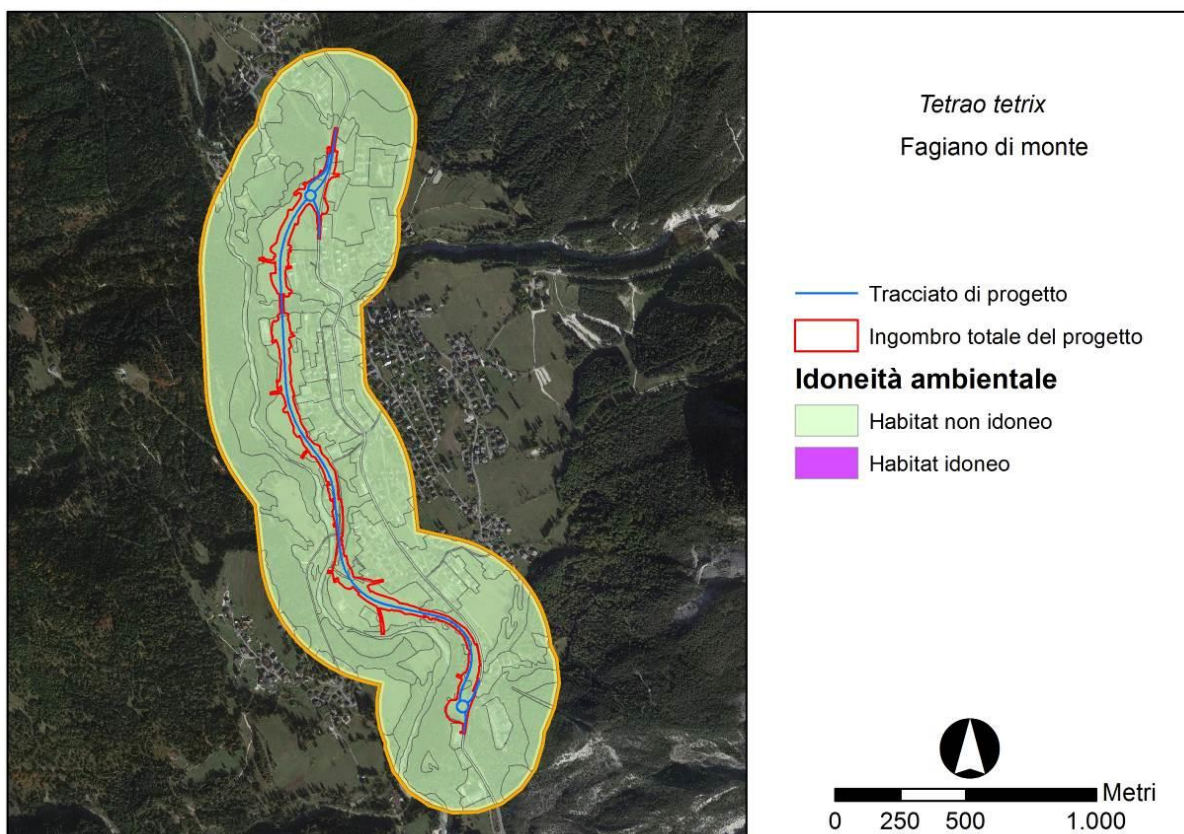 Tetrao tetrix
Fagiano di monte
Tracciato di progetto
Ingombro totale del progetto
Idoneità ambientale
Habitat non idoneo
Habitat idoneo
Metri
0 250 500 1.000